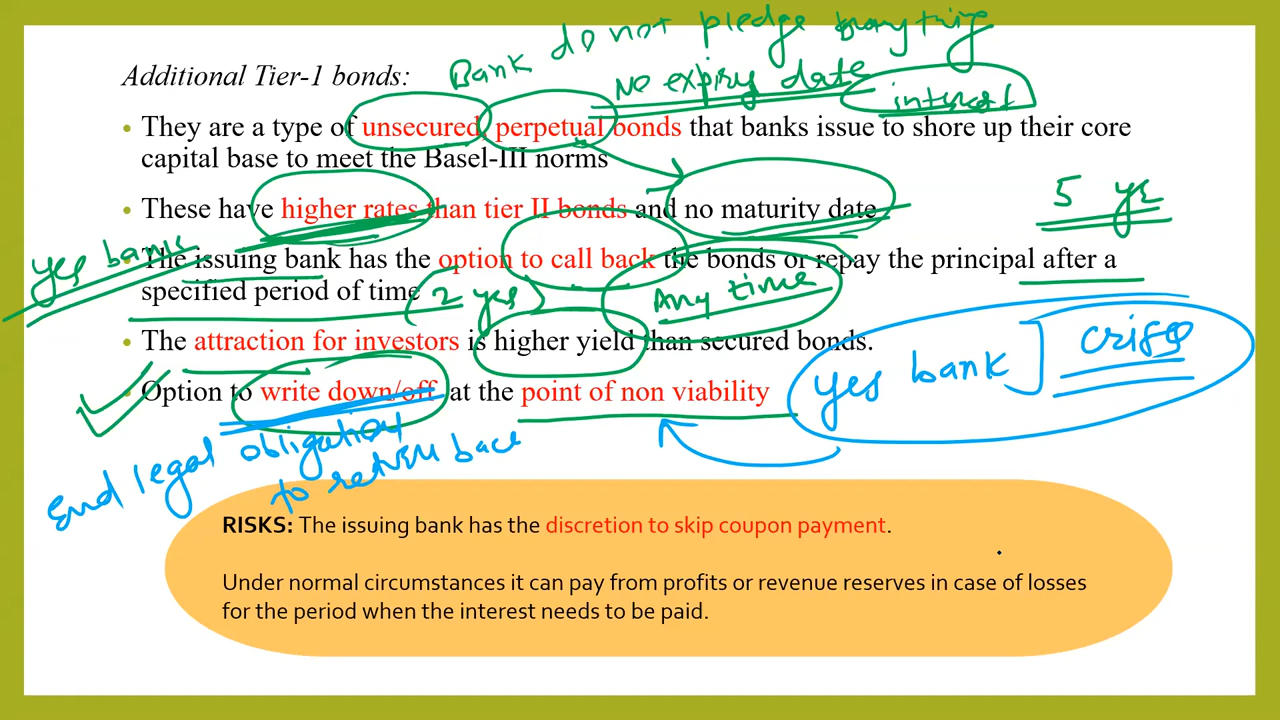 Bank do not pledge
Additional Tier-1 bonds:
No expiry date
interest
• They are a type of unsecured, perpetual bonds that banks issue to shore up their core
capital base to meet the Basel-III norms
5 yr
• These have higher rates than tier II bonds and no maturity date
yes bank
• The issuing bank has the option to call back the bonds or repay the principal after a
specified period of time
2 yrs
Any time
• The attraction for investors is higher yield than secured bonds.
yes bank
crisis
• Option to write down/off at the point of non viability
End legal obligation
to return back
RISKS: The issuing bank has the discretion to skip coupon payment.
Under normal circumstances it can pay from profits or revenue reserves in case of losses
for the period when the interest needs to be paid.